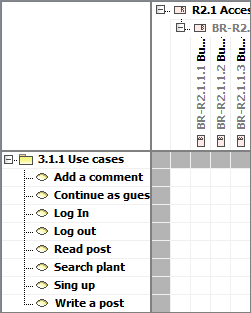 R2.1 Acces
BR-R2.
BR-R2.1.1.1 Bu...
BR-R2.1.1.2 Bu...
BR-R2.1.1.3 Bu...
3.1.1 Use cases
Add a comment
Continue as gues
Log In
Log out
Read post
Search plant
Sing up
Write a post